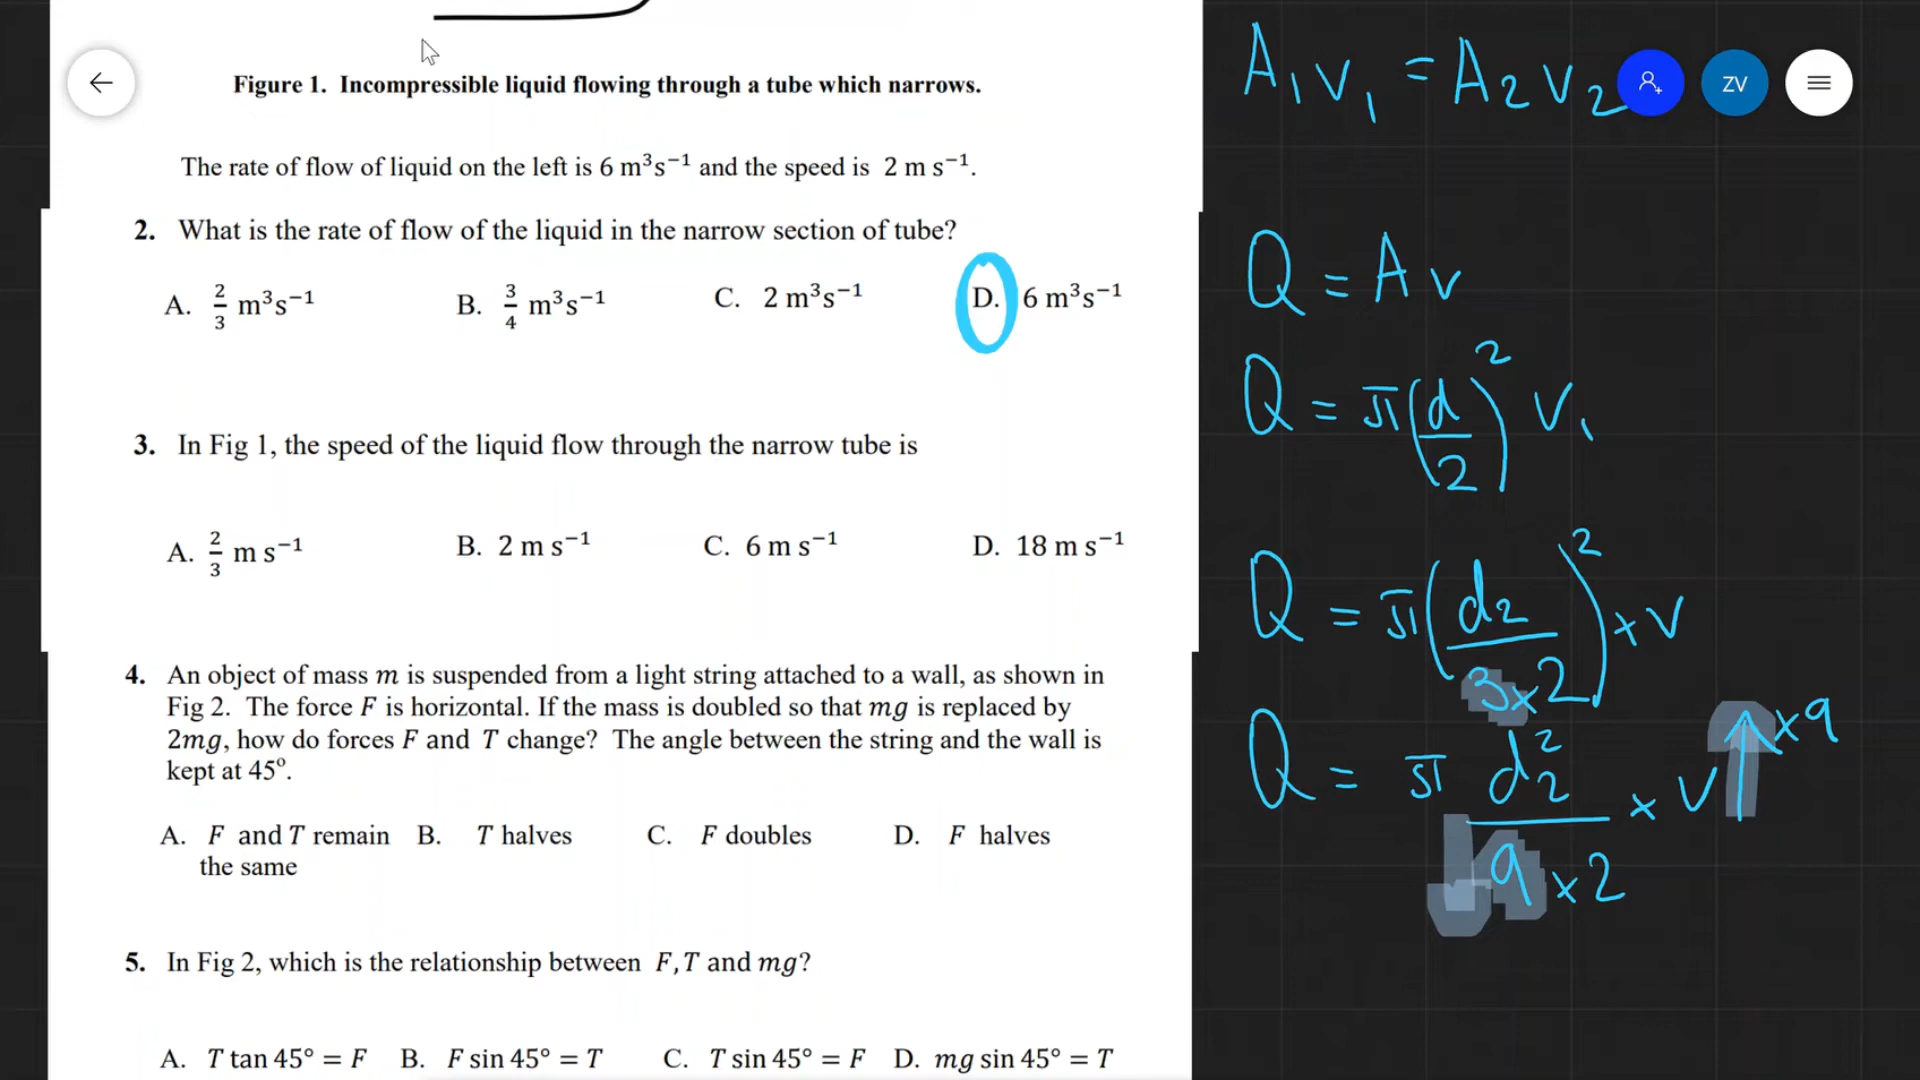 Figure 1. Incompressible liquid flowing through a tube which narrows.
The rate of flow of liquid on the left is 6 m³s⁻¹ and the speed is 2 m s⁻¹.
2. What is the rate of flow of the liquid in the narrow section of tube?
A. 2/3 m³s⁻¹ B. 3/4 m³s⁻¹ C. 2 m³s⁻¹ D. 6 m³s⁻¹
3. In Fig 1, the speed of the liquid flow through the narrow tube is
A. 2/3 m s⁻¹ B. 2 m s⁻¹ C. 6 m s⁻¹ D. 18 m s⁻¹
4. An object of mass m is suspended from a light string attached to a wall, as shown in
Fig 2. The force F is horizontal. If the mass is doubled so that mg is replaced by
2mg, how do forces F and T change? The angle between the string and the wall is
kept at 45°.
A. F and T remain B. T halves C. F doubles D. F halves
the same
5. In Fig 2, which is the relationship between F, T and mg?
A. T tan 45° = F B. F sin 45° = T C. T sin 45° = F D. mg sin 45° = T
A₁v₁ = A₂v₂
ZV
Q = Av
Q = π(d/2)² v₁
Q = π(d₂/3×2)² × v
Q = π d₂²/9×2 × v↑ ×9